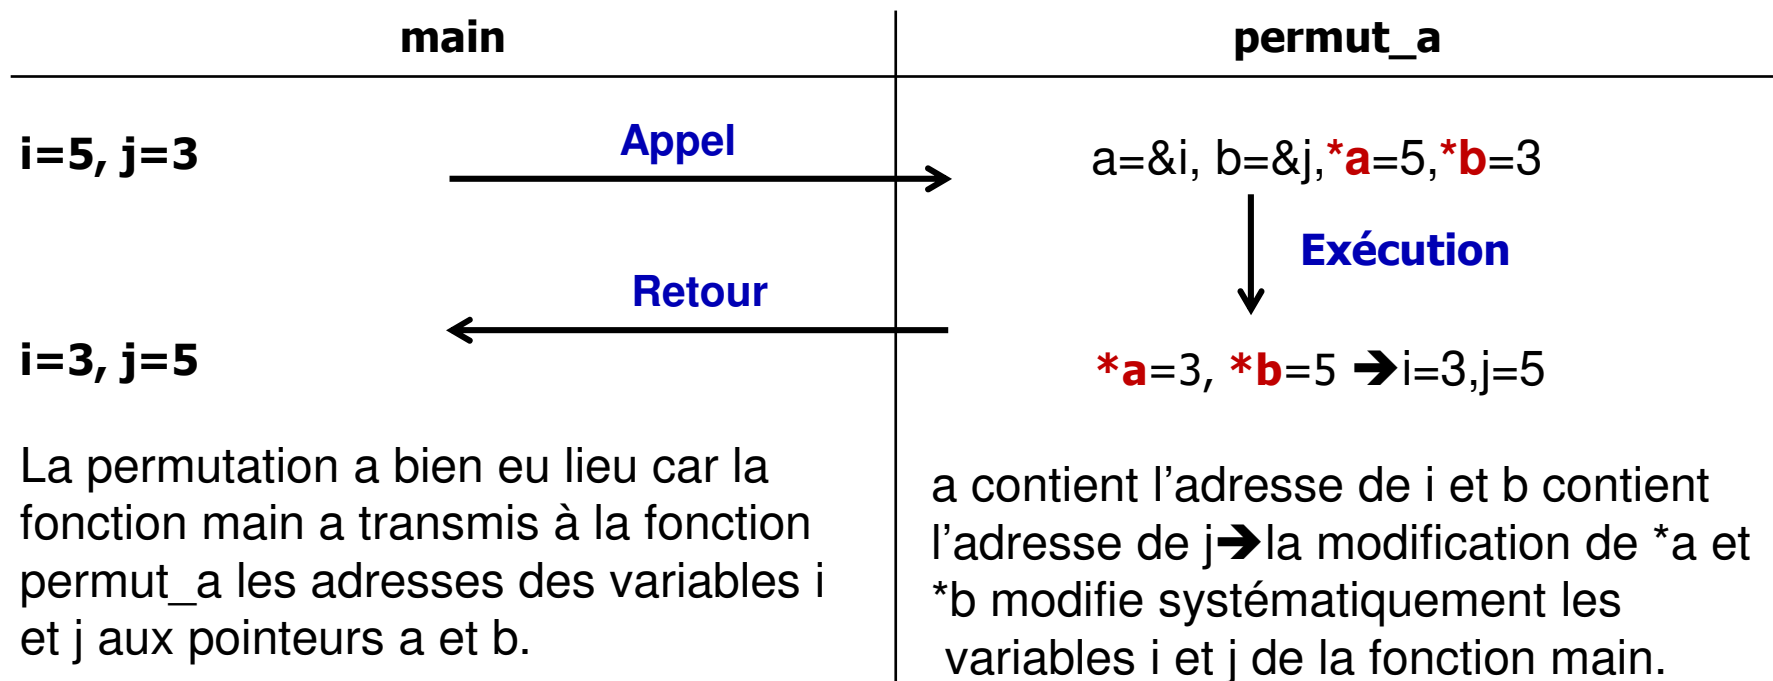 main
permut_a
i=5, j=3
Appel
a=&i, b=&j,*a=5,*b=3
Exécution
Retour
i=3, j=5
*a=3, *b=5 ➔i=3,j=5
La permutation a bien eu lieu car la
fonction main a transmis à la fonction
permut_a les adresses des variables i
et j aux pointeurs a et b.
a contient l'adresse de i et b contient
l'adresse de j➔la modification de *a et
*b modifie systématiquement les
variables i et j de la fonction main.